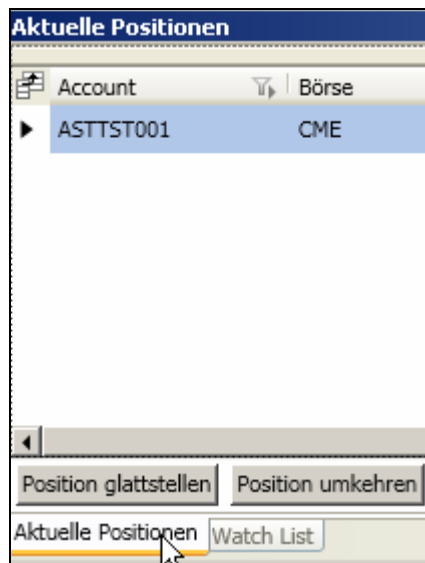 Aktuelle Positionen
Account Börse
ASTTST001 CME
Position glattstellen Position umkehren
Aktuelle Positionen Watch List